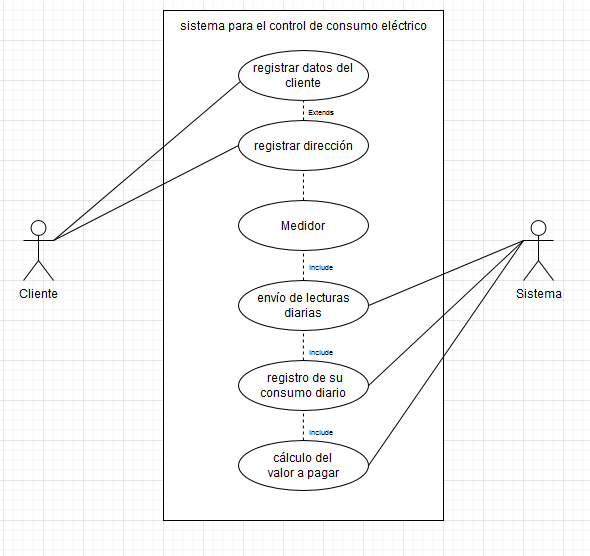 sistema para el control de consumo eléctrico
registrar datos del
cliente
Extends
registrar dirección
Medidor
include
Cliente
Sistema
envío de lecturas
diarias
include
registro de su
consumo diario
include
cálculo del
valor a pagar